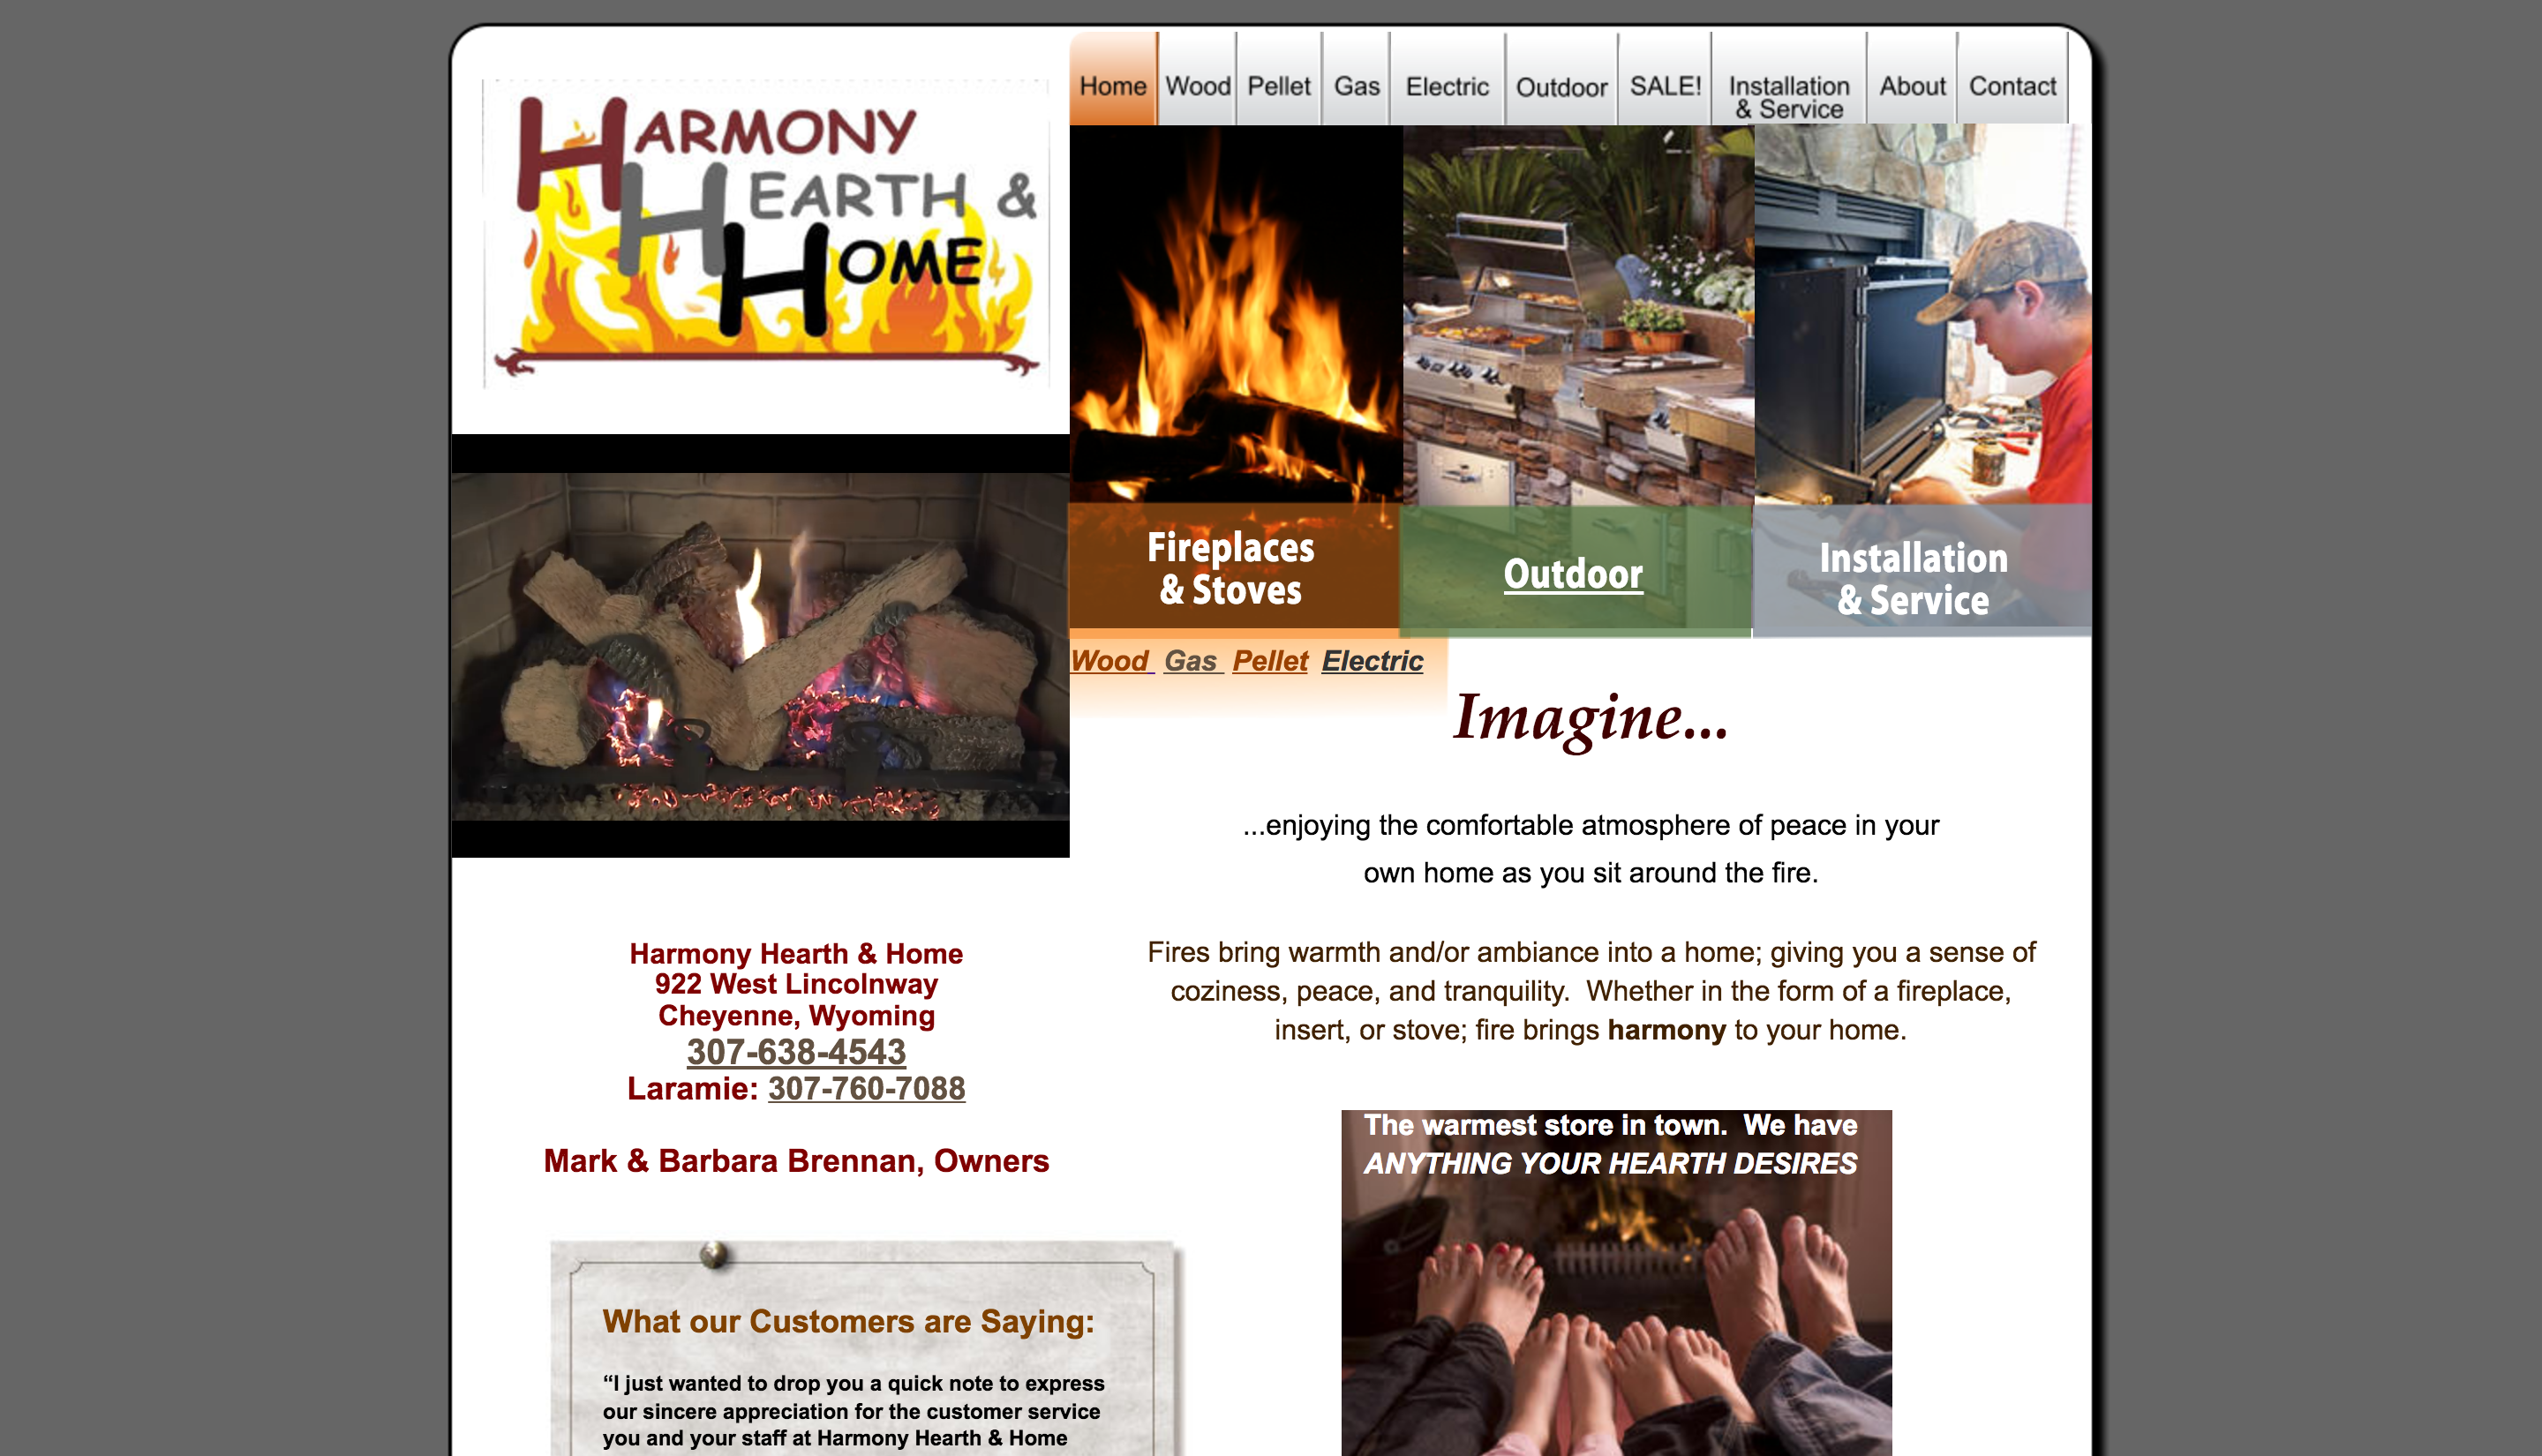 HARMONY
HEARTH &
HOME
Home Wood Pellet Gas Electric Outdoor SALE! Installation & Service About Contact
Fireplaces
& Stoves
Outdoor
Installation
& Service
Wood Gas Pellet Electric
Imagine...
...enjoying the comfortable atmosphere of peace in your
own home as you sit around the fire.
Fires bring warmth and/or ambiance into a home; giving you a sense of
coziness, peace, and tranquility.  Whether in the form of a fireplace,
insert, or stove; fire brings harmony to your home.
Harmony Hearth & Home
922 West Lincolnway
Cheyenne, Wyoming
307-638-4543
Laramie: 307-760-7088
Mark & Barbara Brennan, Owners
The warmest store in town.  We have
ANYTHING YOUR HEARTH DESIRES
What our Customers are Saying:
“I just wanted to drop you a quick note to express
our sincere appreciation for the customer service
you and your staff at Harmony Hearth & Home